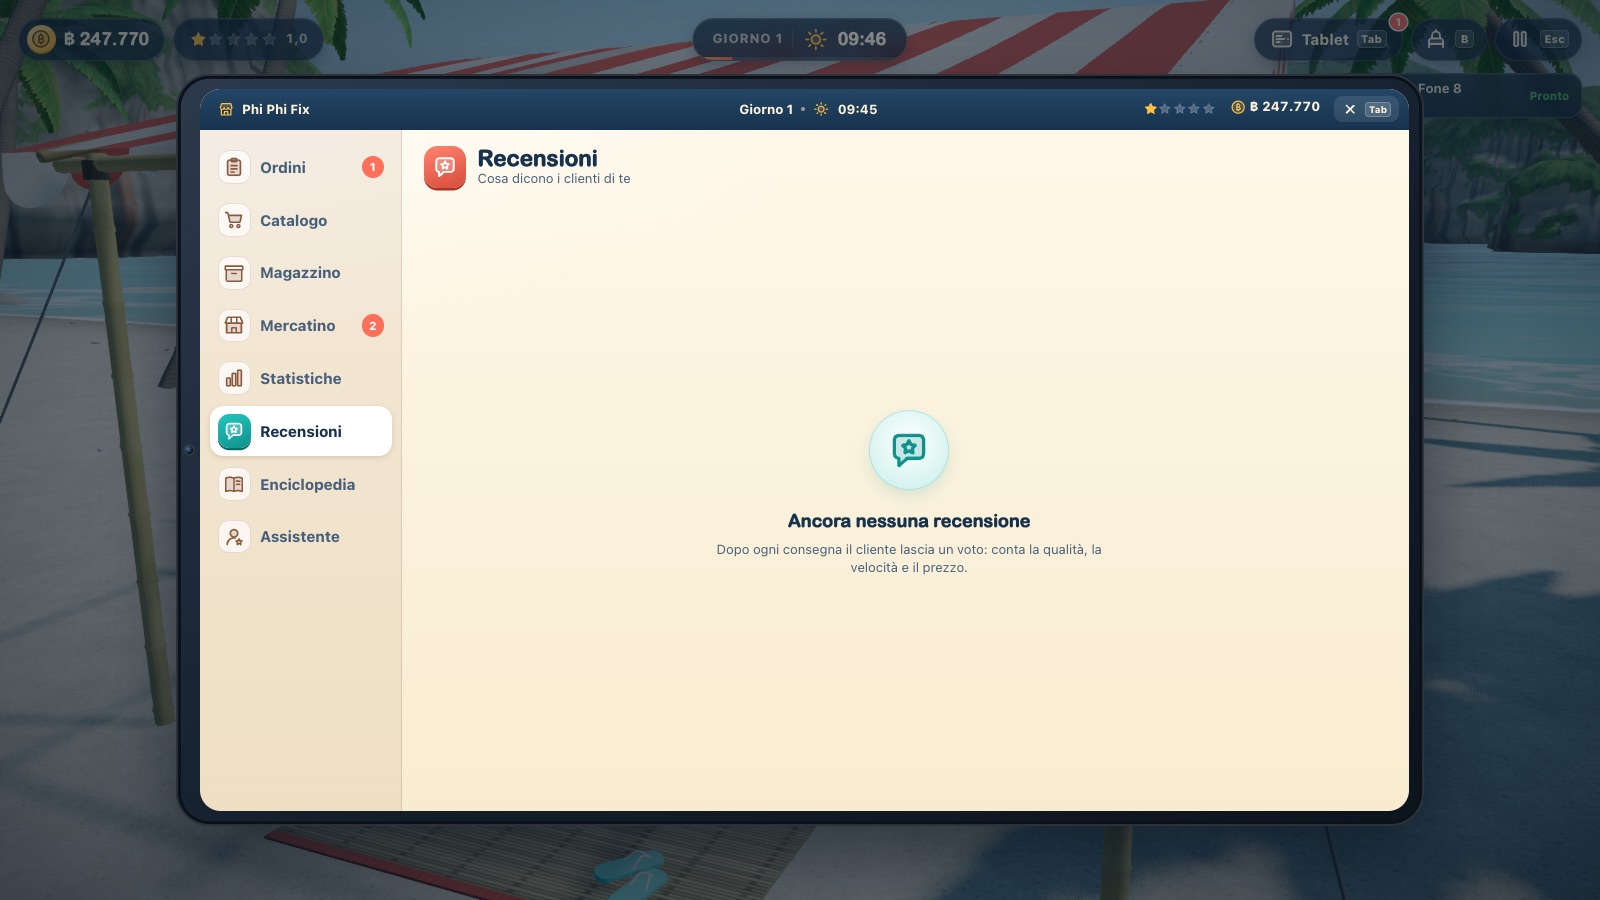 ฿ 247.770
1,0
GIORNO 1
09:46
Tablet Tab
1
B
Esc
Fone 8
Pronto
Phi Phi Fix
Giorno 1 • 09:45
฿ 247.770
✕ Tab
Ordini 1
Catalogo
Magazzino
Mercatino 2
Statistiche
Recensioni
Enciclopedia
Assistente
Recensioni
Cosa dicono i clienti di te
Ancora nessuna recensione
Dopo ogni consegna il cliente lascia un voto: conta la qualità, la
velocità e il prezzo.